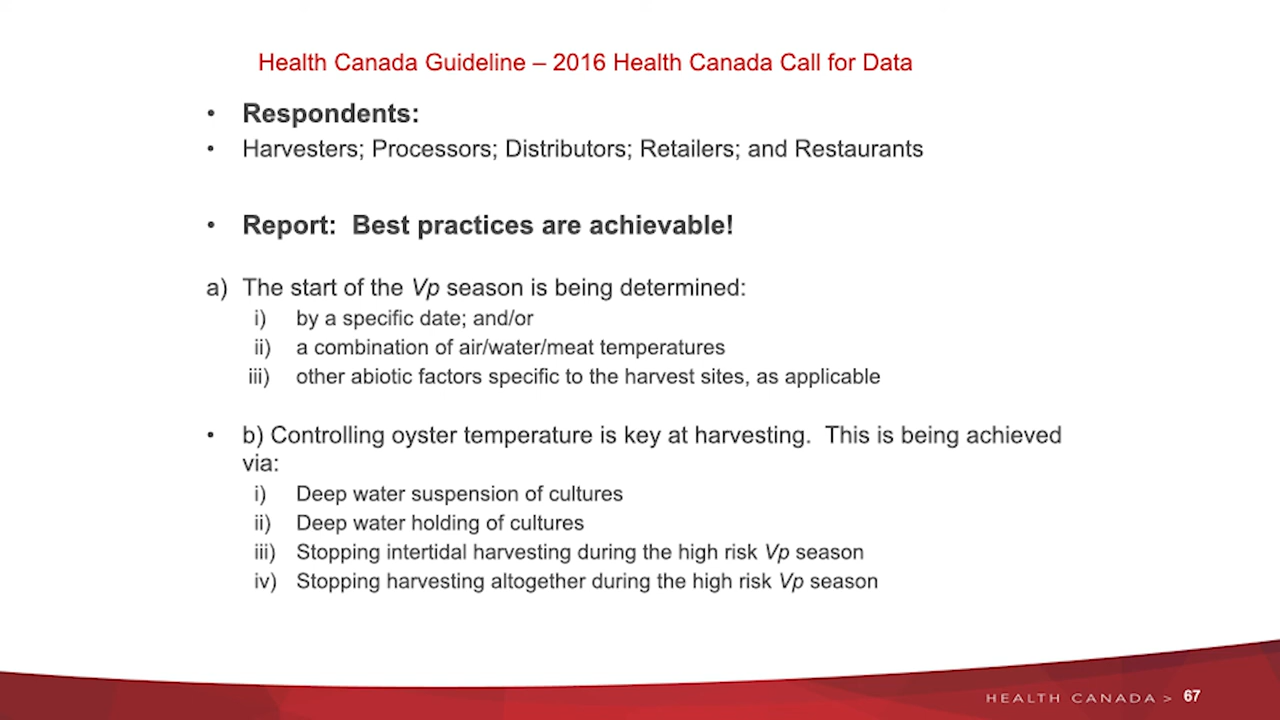 Health Canada Guideline – 2016 Health Canada Call for Data
• Respondents:
• Harvesters; Processors; Distributors; Retailers; and Restaurants
• Report:  Best practices are achievable!
a) The start of the Vp season is being determined:
i) by a specific date; and/or
ii) a combination of air/water/meat temperatures
iii) other abiotic factors specific to the harvest sites, as applicable
• b) Controlling oyster temperature is key at harvesting.  This is being achieved
via:
i) Deep water suspension of cultures
ii) Deep water holding of cultures
iii) Stopping intertidal harvesting during the high risk Vp season
iv) Stopping harvesting altogether during the high risk Vp season
HEALTH CANADA > 67